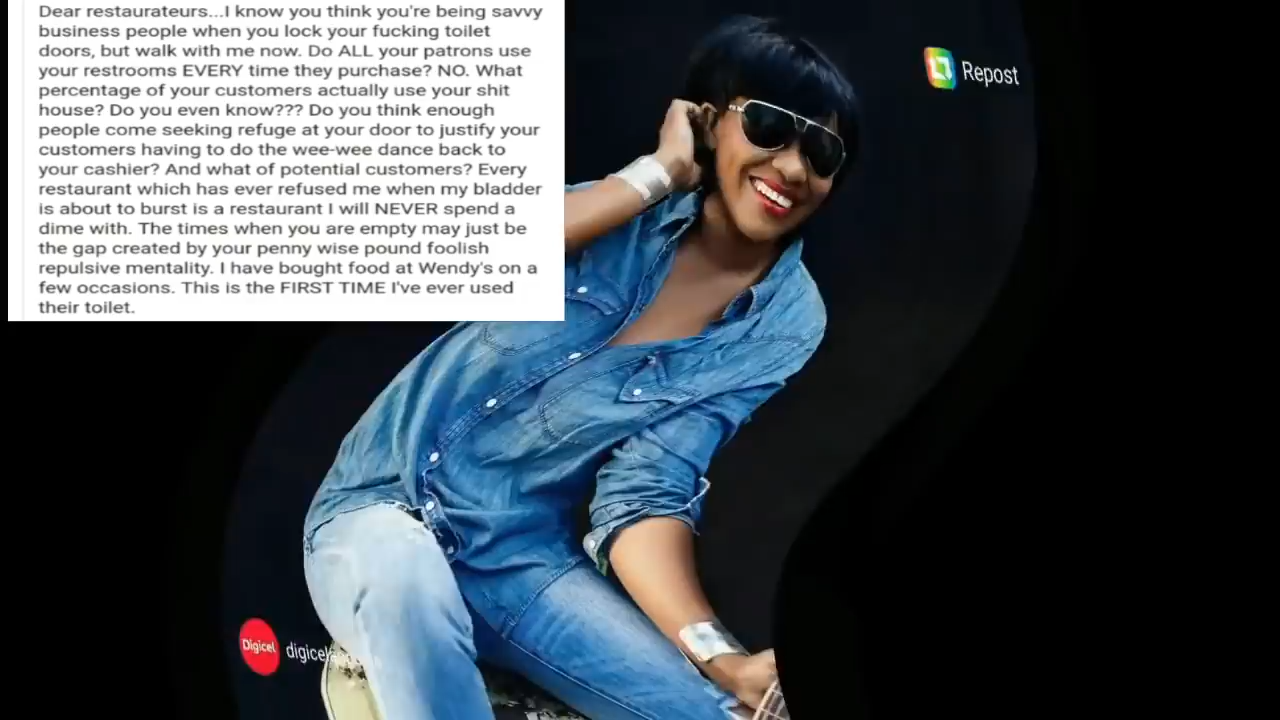 Dear restaurateurs...I know you think you're being savvy
business people when you lock your fucking toilet
doors, but walk with me now. Do ALL your patrons use
your restrooms EVERY time they purchase? NO. What
percentage of your customers actually use your shit
house? Do you even know??? Do you think enough
people come seeking refuge at your door to justify your
customers having to do the wee-wee dance back to
your cashier? And what of potential customers? Every
restaurant which has ever refused me when my bladder
is about to burst is a restaurant I will NEVER spend a
dime with. The times when you are empty may just be
the gap created by your penny wise pound foolish
repulsive mentality. I have bought food at Wendy's on a
few occasions. This is the FIRST TIME I've ever used
their toilet.
Repost
Digicel